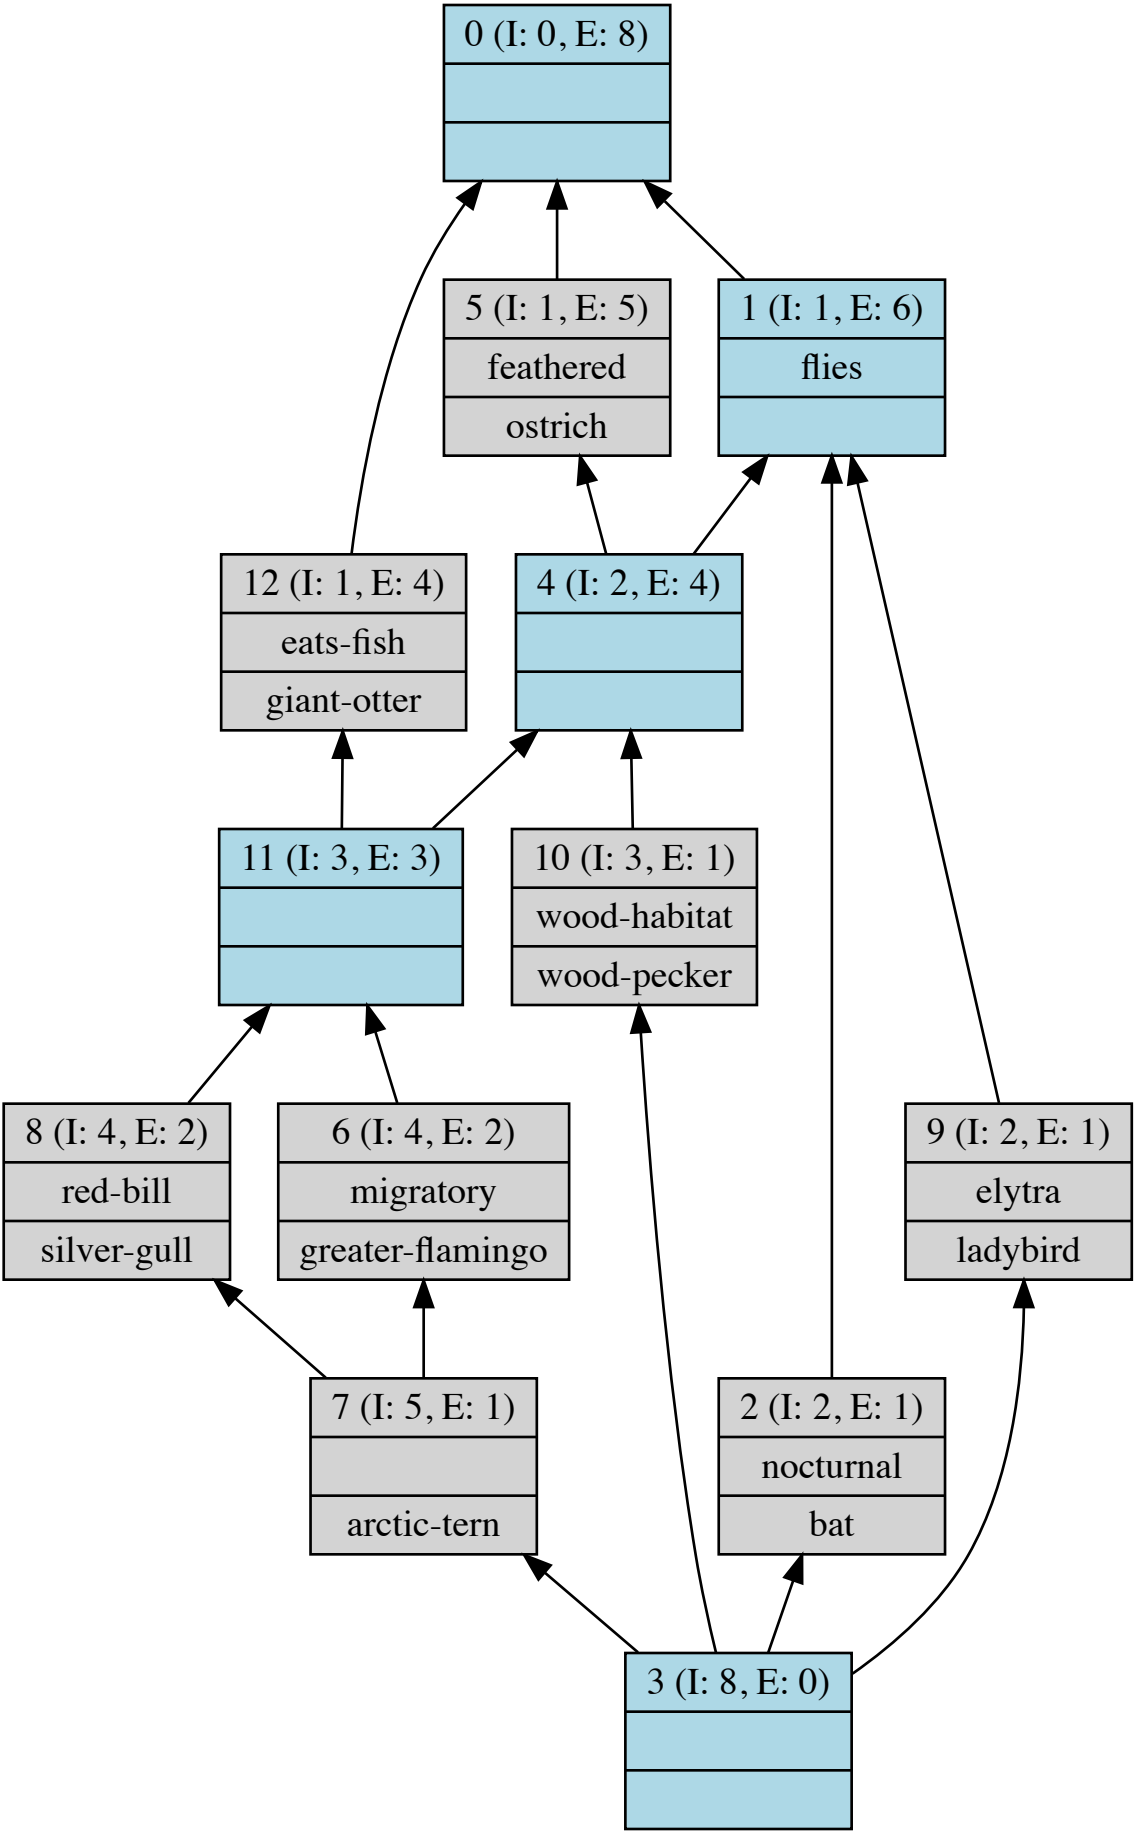 0 (I: 0, E: 8)
5 (I: 1, E: 5)
feathered
ostrich
1 (I: 1, E: 6)
flies
12 (I: 1, E: 4)
eats-fish
giant-otter
4 (I: 2, E: 4)
11 (I: 3, E: 3)
10 (I: 3, E: 1)
wood-habitat
wood-pecker
8 (I: 4, E: 2)
red-bill
silver-gull
6 (I: 4, E: 2)
migratory
greater-flamingo
9 (I: 2, E: 1)
elytra
ladybird
7 (I: 5, E: 1)
arctic-tern
2 (I: 2, E: 1)
nocturnal
bat
3 (I: 8, E: 0)